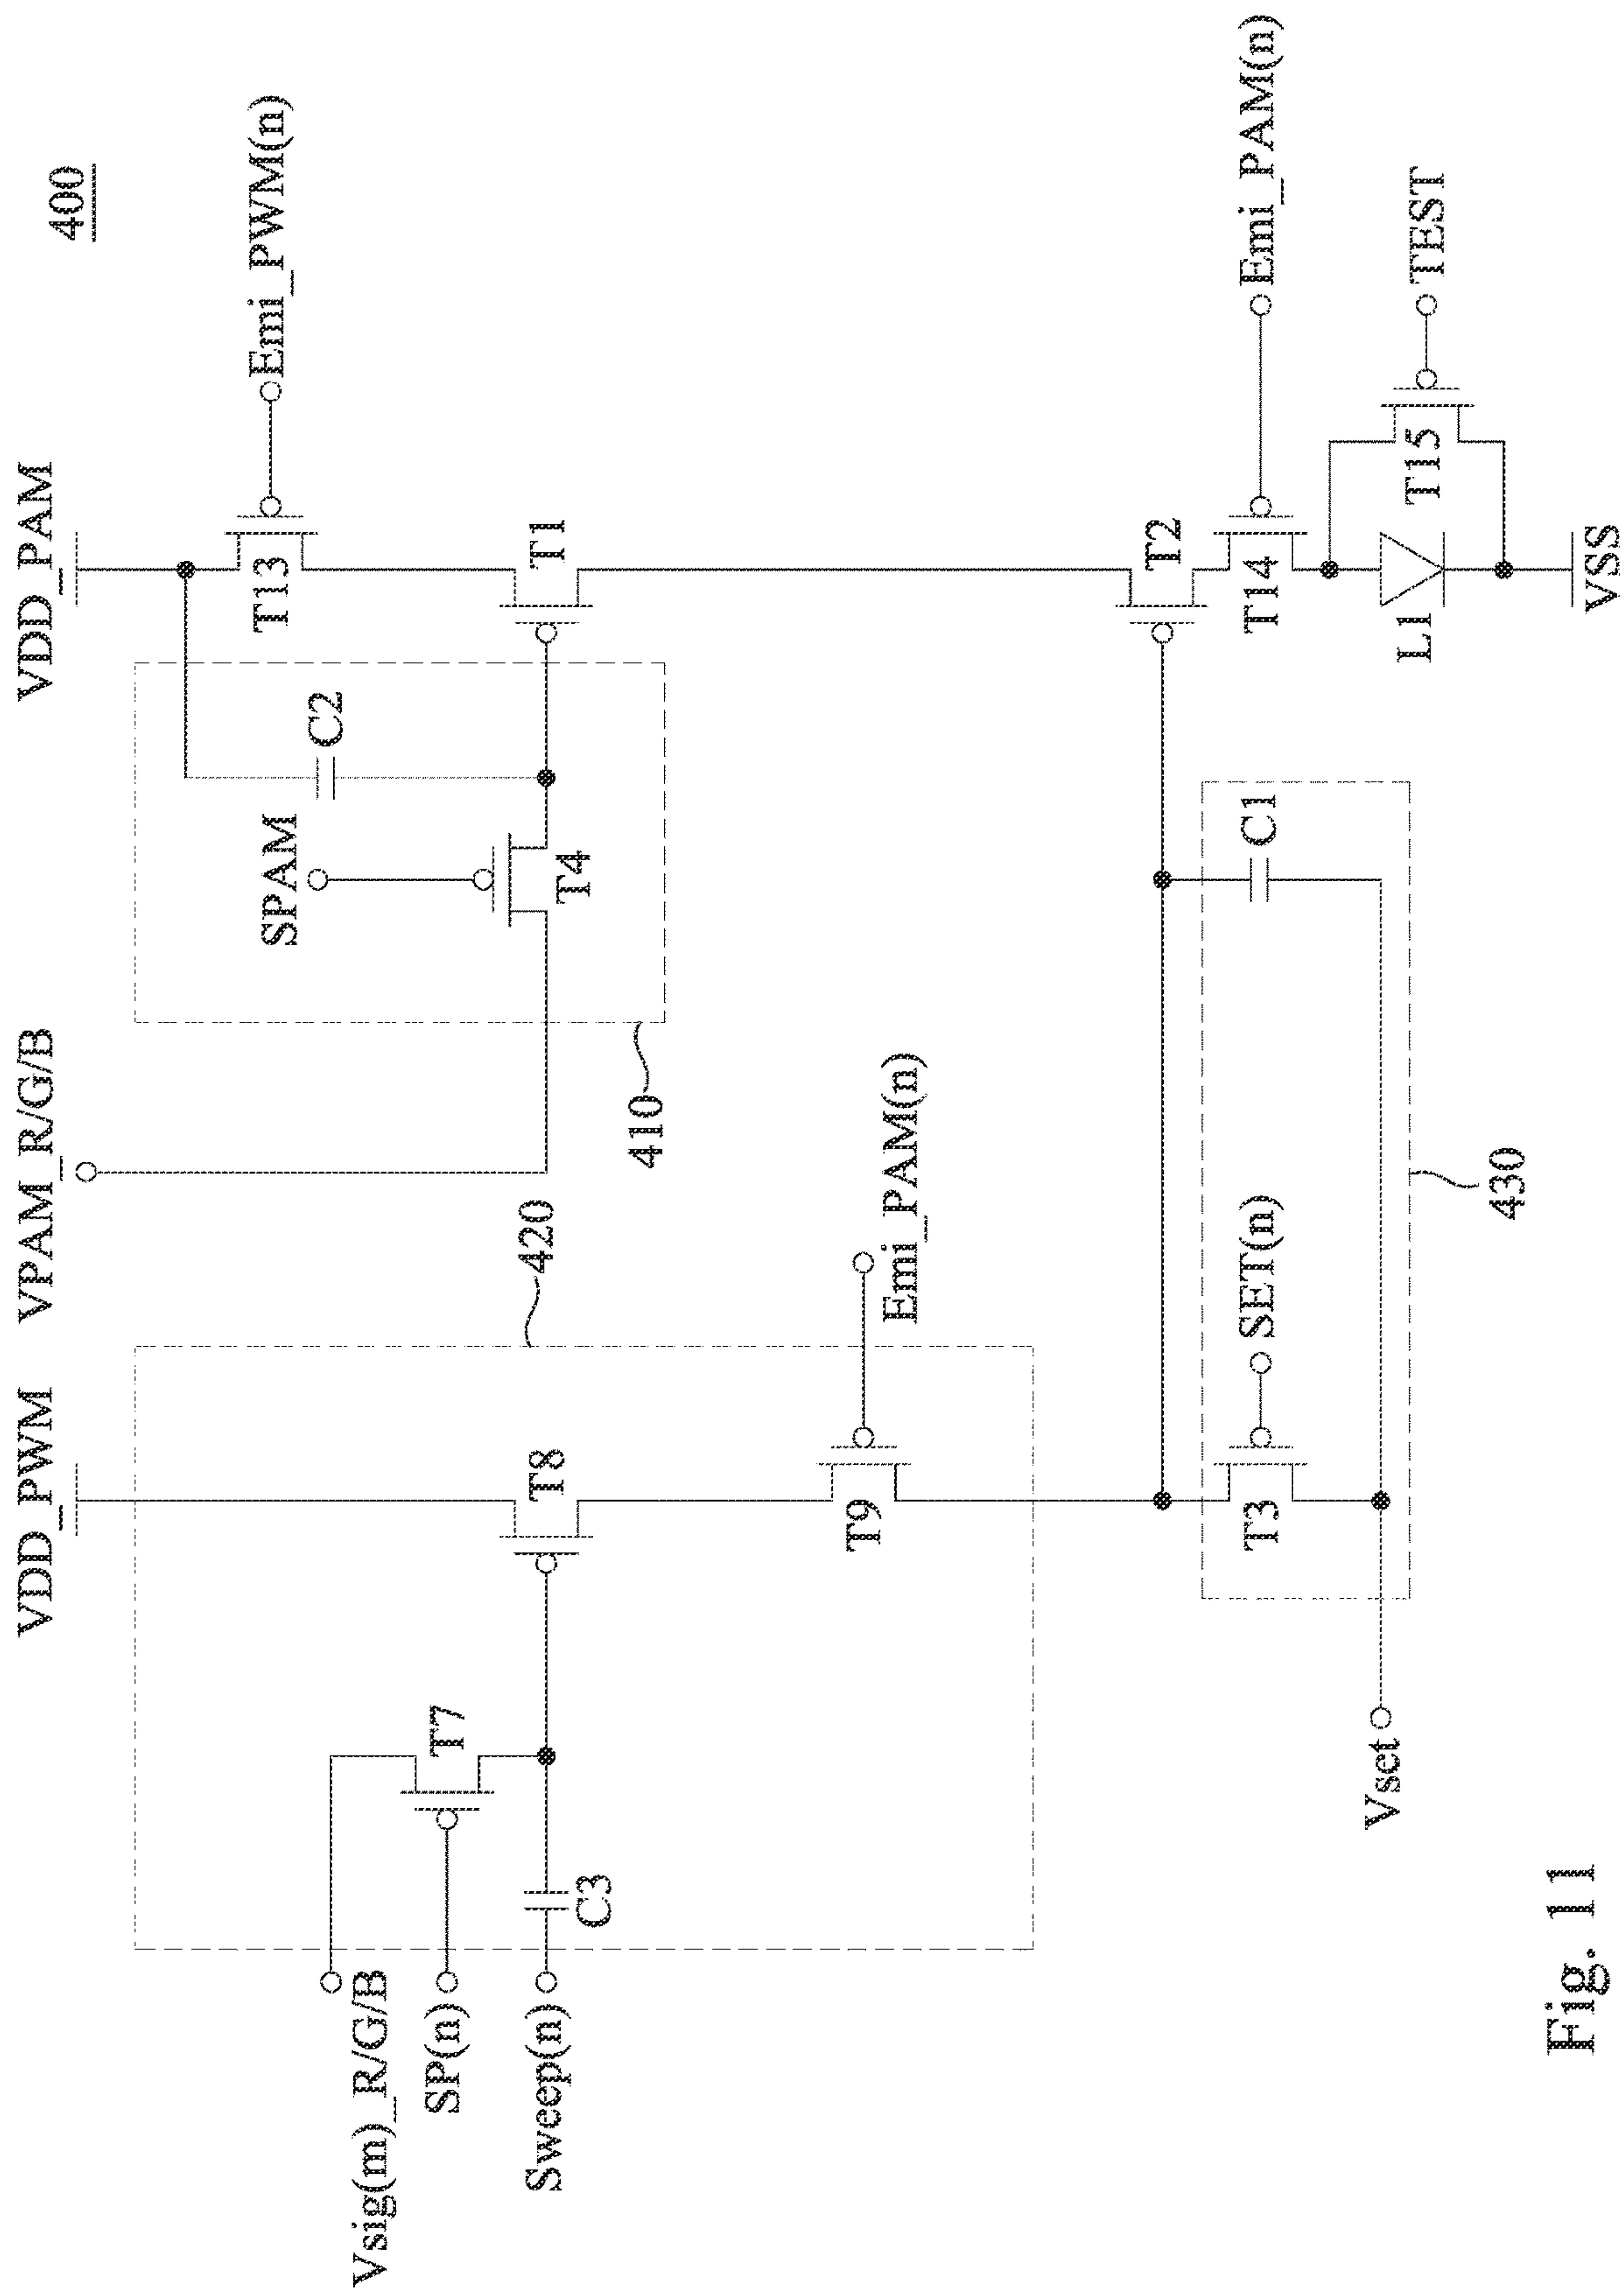 400
VDD_PWM
VPAM_R/G/B
VDD_PAM
Emi_PWM(n)
T13
C2
SPAM
T4
T1
410
420
Vsig(m)_R/G/B
SP(n)
Sweep(n)
T7
C3
T8
T9
Emi_PAM(n)
T2
Emi_PAM(n)
T14
SET(n)
T3
C1
430
Vset
L1
T15
TEST
VSS
Fig. 11